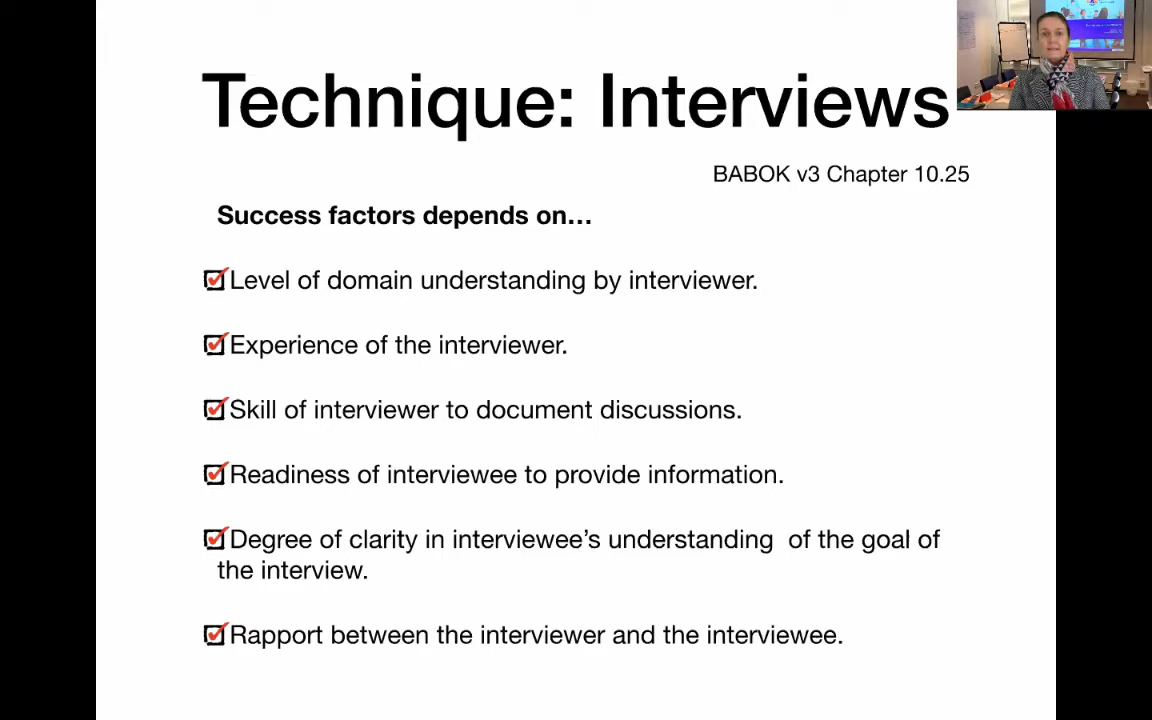 Technique: Interviews
BABOK v3 Chapter 10.25
Success factors depends on...
Level of domain understanding by interviewer.
Experience of the interviewer.
Skill of interviewer to document discussions.
Readiness of interviewee to provide information.
Degree of clarity in interviewee’s understanding  of the goal of
the interview.
Rapport between the interviewer and the interviewee.